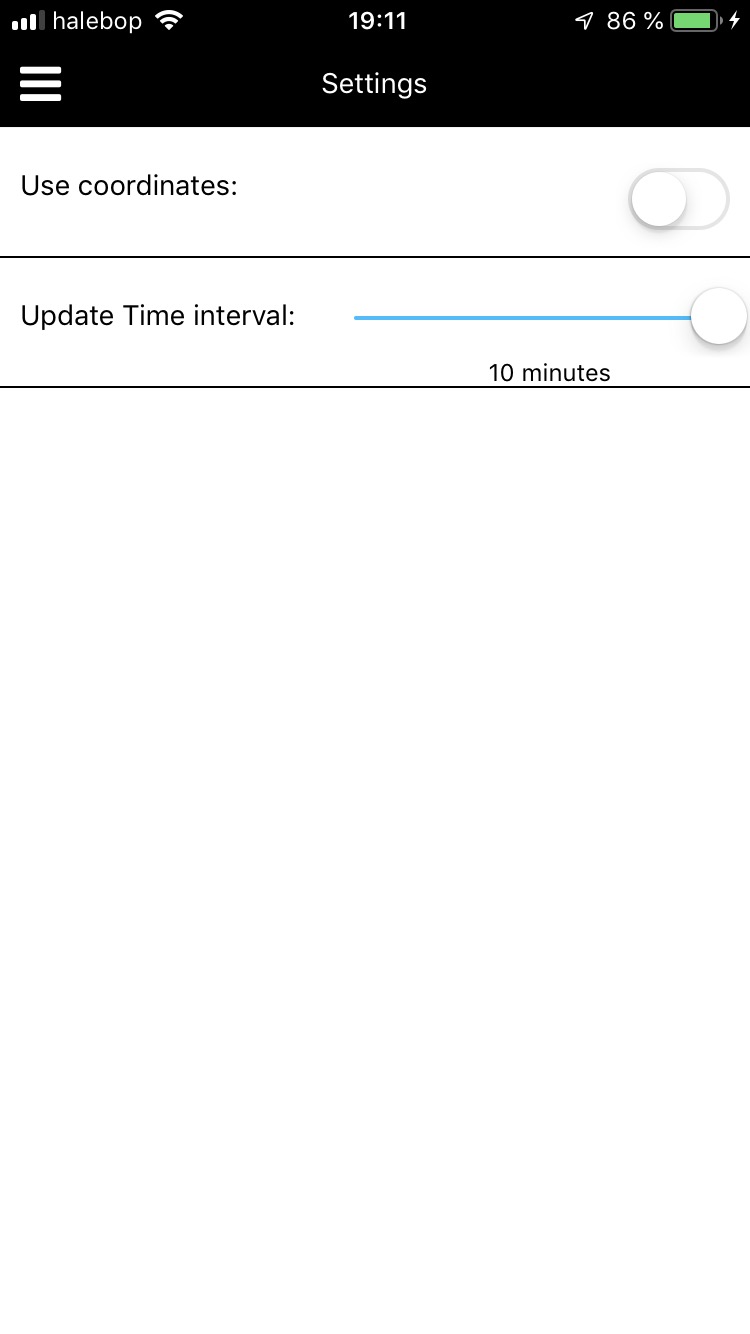 halebop 19:11 86 %
Settings
Use coordinates:
Update Time interval:
10 minutes